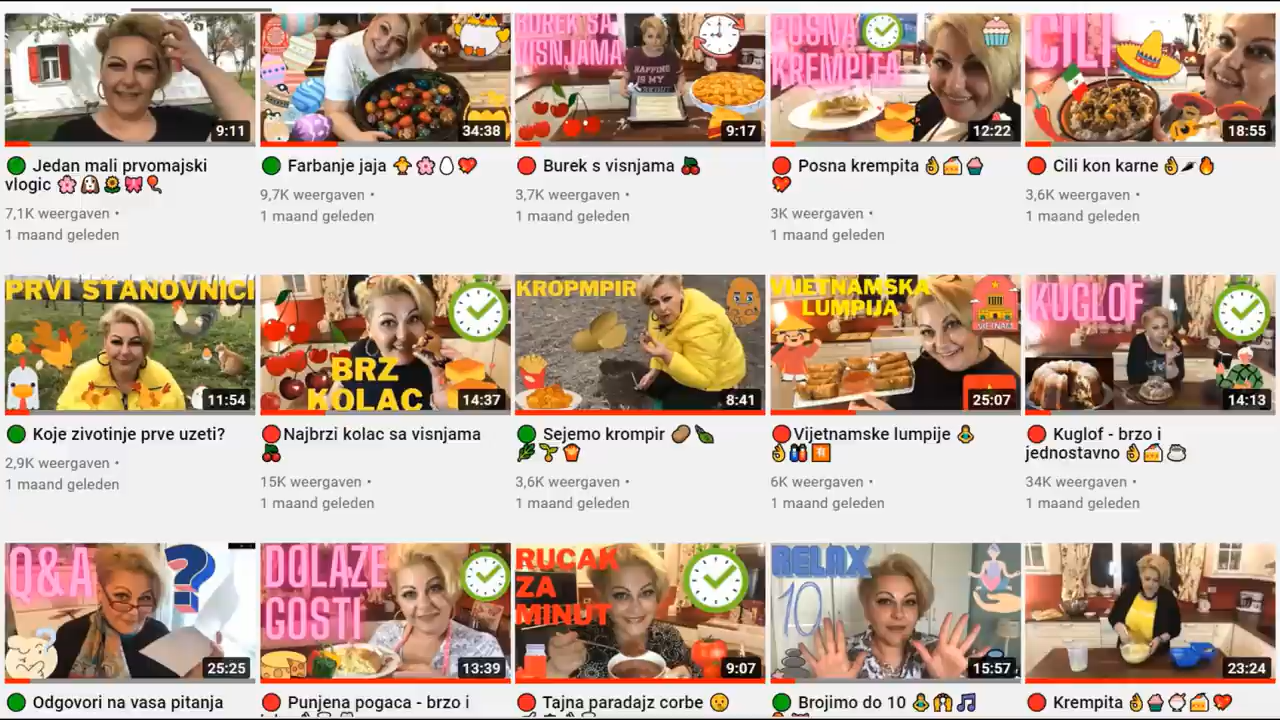 9:11
34:38
BUREK SA
VISNJAMA
HAPPING
IS MY
9:17
POSNA
KREMPITA
12:22
CILI
18:55
Jedan mali prvomajski
vlogic
7,1K weergaven •
1 maand geleden
Farbanje jaja
9,7K weergaven •
1 maand geleden
Burek s visnjama
3,7K weergaven •
1 maand geleden
Posna krempita
3K weergaven •
1 maand geleden
Cili kon karne
3,6K weergaven •
1 maand geleden
PRVI STANOVNICI
11:54
BRZ
KOLAC
14:37
KROPMPIR
8:41
VIJETNAMSKA
LUMPIJA
VIETNAM
25:07
KUGLOF
14:13
Koje zivotinje prve uzeti?
2,9K weergaven •
1 maand geleden
Najbrzi kolac sa visnjama
15K weergaven •
1 maand geleden
Sejemo krompir
3,6K weergaven •
1 maand geleden
Vijetnamske lumpije
6K weergaven •
1 maand geleden
Kuglof - brzo i
jednostavno
34K weergaven •
1 maand geleden
Q&A
?
25:25
DOLAZE
GOSTI
13:39
RUCAK
ZA
MINUT
9:07
RELAX
10
15:57
23:24
Odgovori na vasa pitanja
Punjena pogaca - brzo i
Tajna paradajz corbe
Brojimo do 10
Krempita